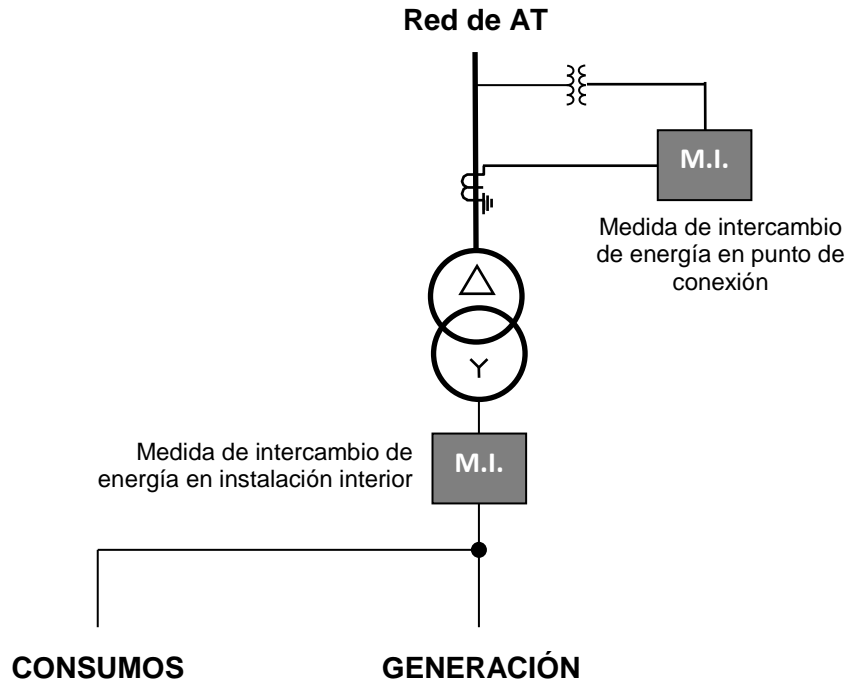 Red de AT
M.I.
Medida de intercambio
de energía en punto de
conexión
Medida de intercambio de
energía en instalación interior
M.I.
CONSUMOS
GENERACIÓN